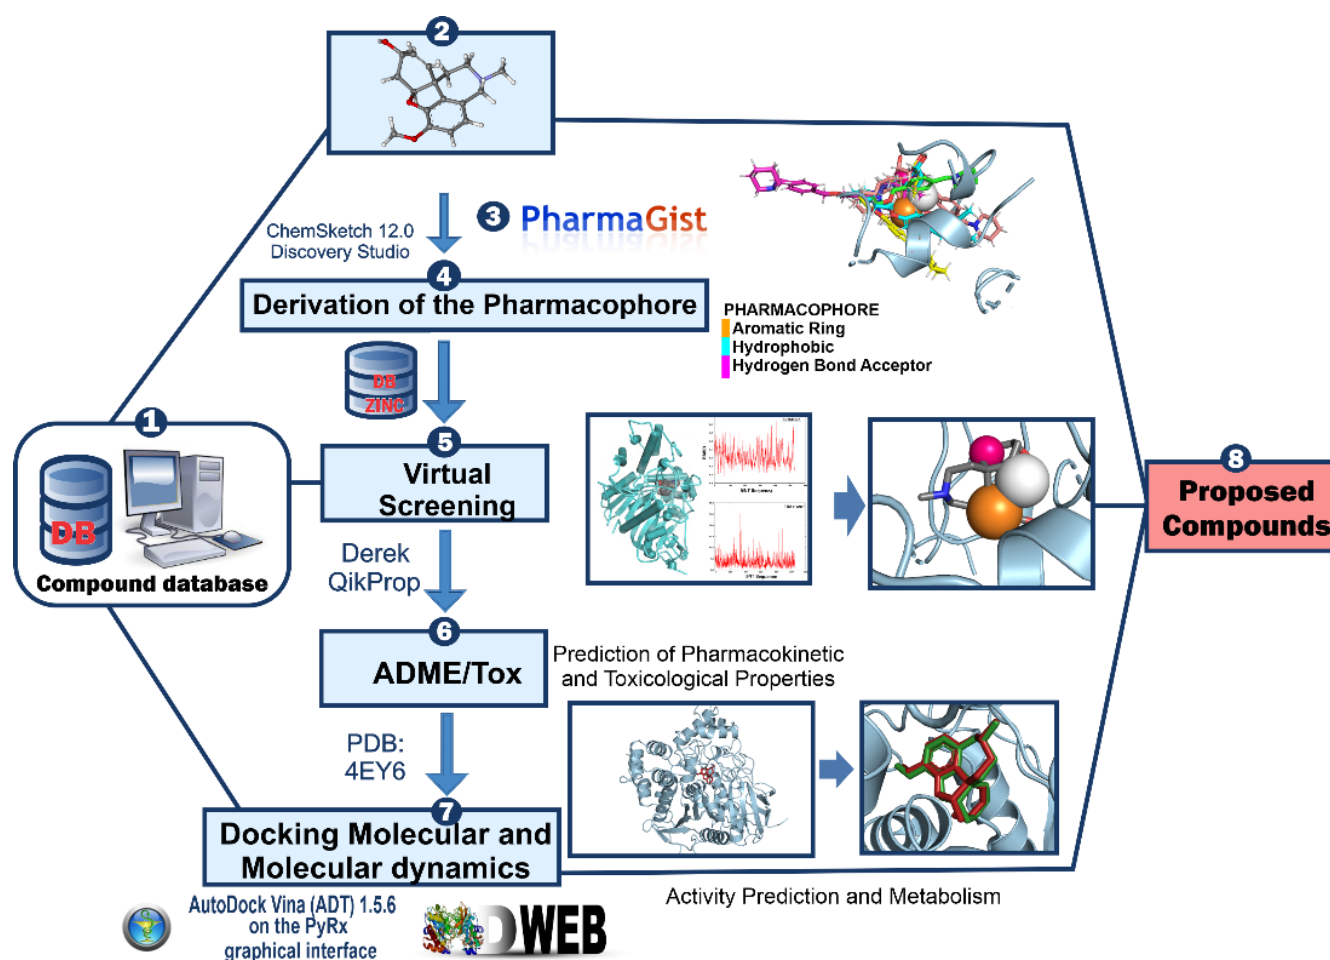 2
3 PharmaGist
ChemSketch 12.0
Discovery Studio
4
Derivation of the Pharmacophore
PHARMACOPHORE
Aromatic Ring
Hydrophobic
Hydrogen Bond Acceptor
DB
ZINC
1
DB
Compound database
5
Virtual
Screening
8
Proposed
Compounds
Derek
QikProp
6
ADME/Tox
Prediction of Pharmacokinetic
and Toxicological Properties
PDB:
4EY6
7
Docking Molecular and
Molecular dynamics
Activity Prediction and Metabolism
AutoDock Vina (ADT) 1.5.6
on the PyRx
graphical interface
MDWEB